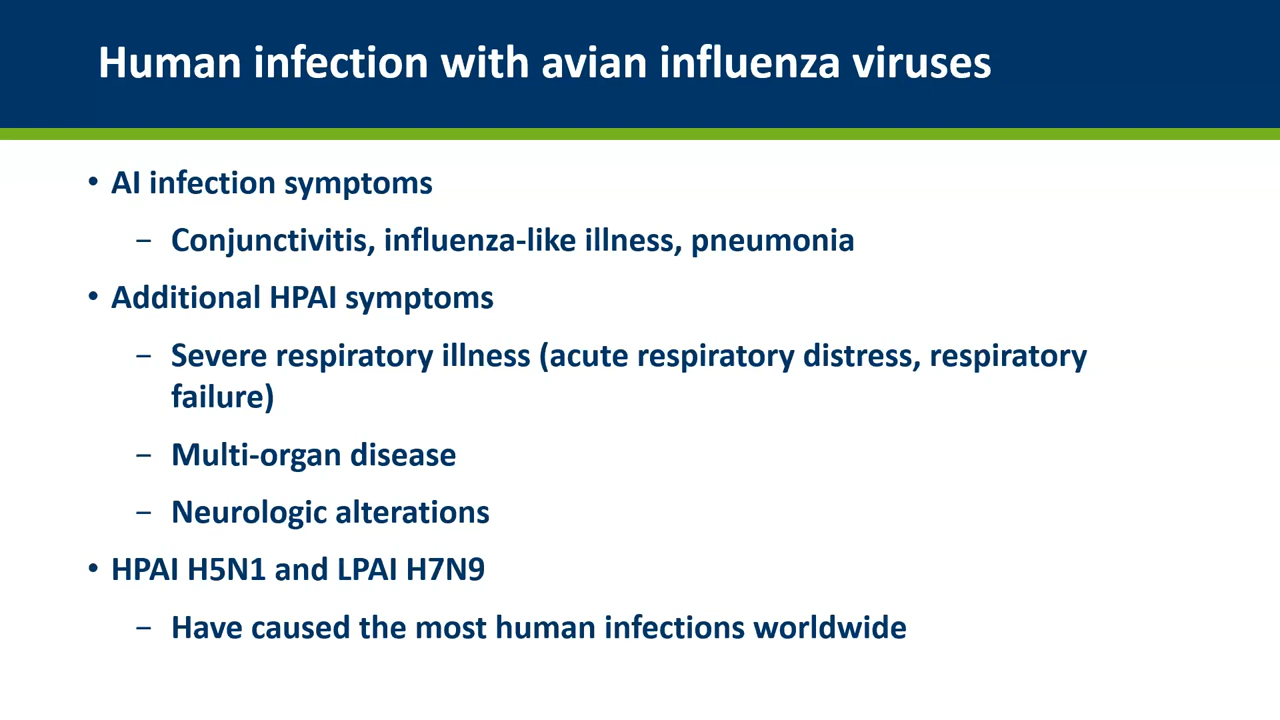 Human infection with avian influenza viruses
• AI infection symptoms
− Conjunctivitis, influenza-like illness, pneumonia
• Additional HPAI symptoms
− Severe respiratory illness (acute respiratory distress, respiratory
failure)
− Multi-organ disease
− Neurologic alterations
• HPAI H5N1 and LPAI H7N9
− Have caused the most human infections worldwide